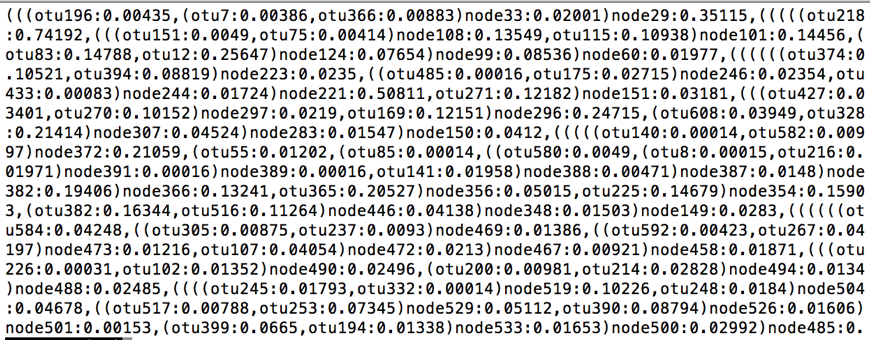 (((otu196:0.00435,(otu7:0.00386,otu366:0.00883)node33:0.02001)node29:0.35115,(((((otu218
:0.74192,(((otu151:0.0049,otu75:0.00414)node108:0.13549,otu115:0.10938)node101:0.14456,(
otu83:0.14788,otu12:0.25647)node124:0.07654)node99:0.08536)node60:0.01977,((((((otu374:0
.10521,otu394:0.08819)node223:0.0235,((otu485:0.00016,otu175:0.02715)node246:0.02354,otu
433:0.00083)node244:0.01724)node221:0.50811,otu271:0.12182)node151:0.03181,(((otu427:0.0
3401,otu270:0.10152)node297:0.0219,otu169:0.12151)node296:0.24715,(otu608:0.03949,otu328
:0.21414)node307:0.04524)node283:0.01547)node150:0.0412,(((((otu140:0.00014,otu582:0.009
97)node372:0.21059,(otu55:0.01202,(otu85:0.00014,((otu580:0.0049,(otu8:0.00015,otu216:0.
01971)node391:0.00016)node389:0.00016,otu141:0.01958)node388:0.00471)node387:0.0148)node
382:0.19406)node366:0.13241,otu365:0.20527)node356:0.05015,otu225:0.14679)node354:0.1590
3,(otu382:0.16344,otu516:0.11264)node446:0.04138)node348:0.01503)node149:0.0283,((((((ot
u584:0.04248,((otu305:0.00875,otu237:0.0093)node469:0.01386,((otu592:0.00423,otu267:0.04
197)node473:0.01216,otu107:0.04054)node472:0.0213)node467:0.00921)node458:0.01871,(((otu
226:0.00031,otu102:0.01352)node490:0.02496,(otu200:0.00981,otu214:0.02828)node494:0.0134
)node488:0.02485,((((otu245:0.01793,otu332:0.00014)node519:0.10226,otu248:0.0184)node504
:0.04678,((otu517:0.00788,otu253:0.07345)node529:0.05112,otu390:0.08794)node526:0.01606)
node501:0.00153,(otu399:0.0665,otu194:0.01338)node533:0.01653)node500:0.02992)node485:0.